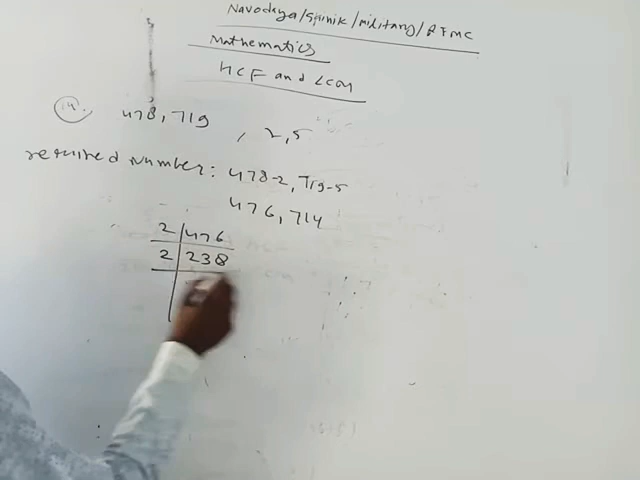 Navodaya/Sainik/military/RIMC
Mathematics
HCF and LCM
14. 478, 719 , 2,5
required number: 478-2, 719-5
476, 714
2 476
2 238